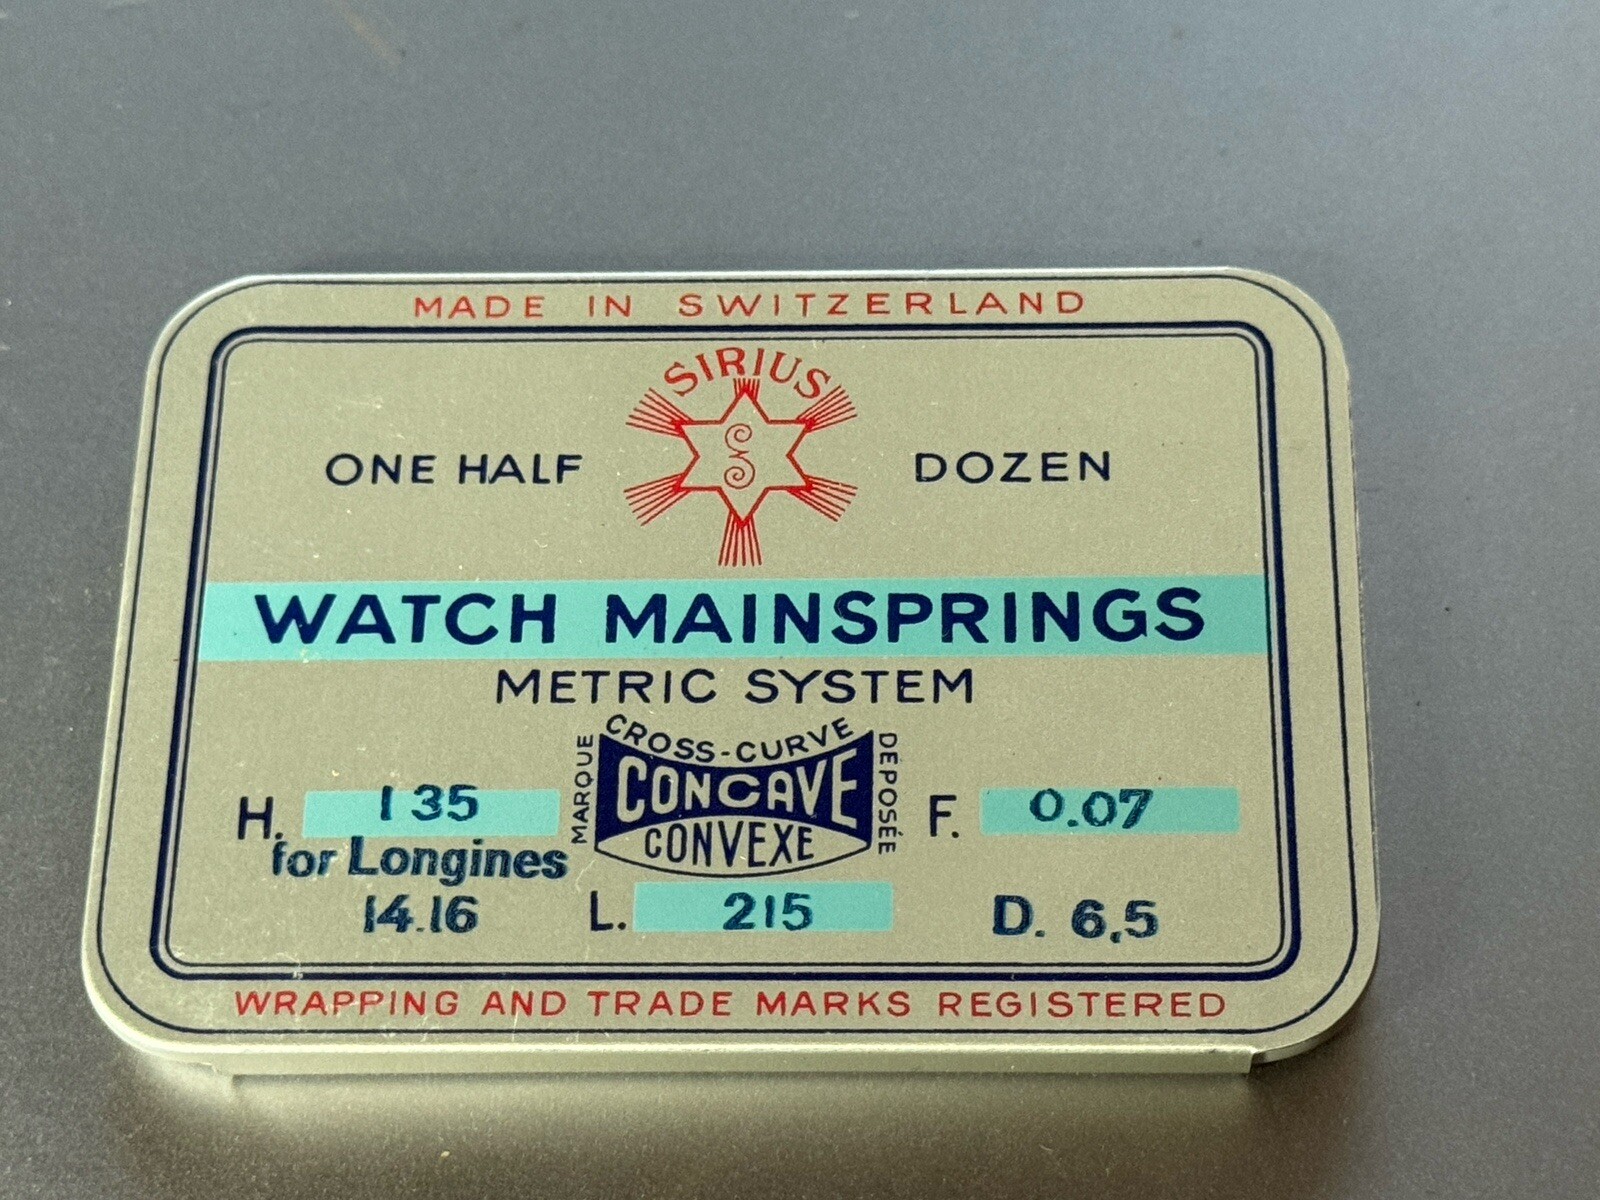 MADE IN SWITZERLAND
SIRIUS
ONE HALF DOZEN
WATCH MAINSPRINGS
METRIC SYSTEM
MARQUE CROSS-CURVE DÉPOSÉE
CONCAVE
CONVEXE
H. 1 35 F. 0.07
for Longines
14.16 L. 215 D. 6,5
WRAPPING AND TRADE MARKS REGISTERED